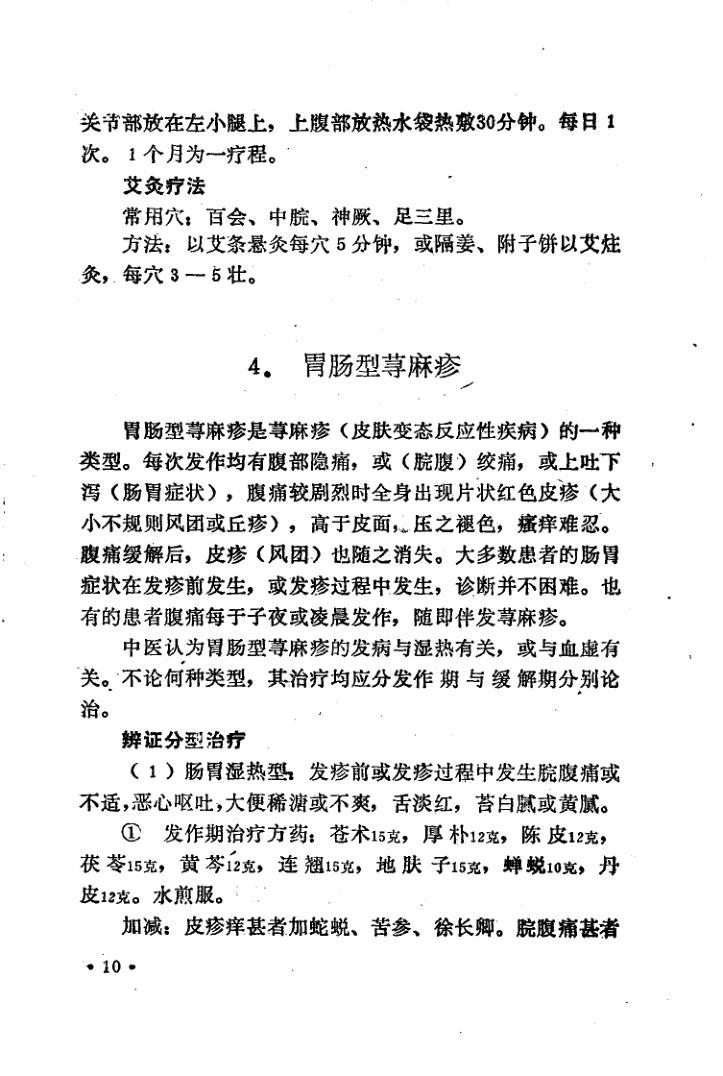 关节部放在左小腿上，上腹部放热水袋热敷30分钟。每日1
次。1个月为一疗程。
艾灸疗法
常用穴：百会、中脘、神厥、足三里。
方法：以艾条悬灸每穴5分钟，或隔姜、附子饼以艾炷
灸，每穴3—5壮。
4．胃肠型荨麻疹
胃肠型荨麻疹是荨麻疹（皮肤变态反应性疾病）的一种
类型。每次发作均有腹部隐痛，或（脘腹）绞痛，或上吐下
泻（肠胃症状），腹痛较剧烈时全身出现片状红色皮疹（大
小不规则风团或丘疹），高于皮面，压之褪色，瘙痒难忍。
腹痛缓解后，皮疹（风团）也随之消失。大多数患者的肠胃
症状在发疹前发生，或发疹过程中发生，诊断并不困难。也
有的患者腹痛每于子夜或凌晨发作，随即伴发荨麻疹。
中医认为胃肠型荨麻疹的发病与湿热有关，或与血虚有
关。不论何种类型，其治疗均应分发作期与缓解期分别论
治。
辨证分型治疗
（1）肠胃湿热型：发疹前或发疹过程中发生脘腹痛或
不适，恶心呕吐，大便稀溏或不爽，舌淡红，苔白腻或黄腻。
① 发作期治疗方药：苍术15克，厚朴12克，陈皮12克，
茯苓15克，黄芩12克，连翘15克，地肤子15克，蝉蜕10克，丹
皮12克。水煎服。
加减：皮疹痒甚者加蛇蜕、苦参、徐长卿。脘腹痛甚者
•10•